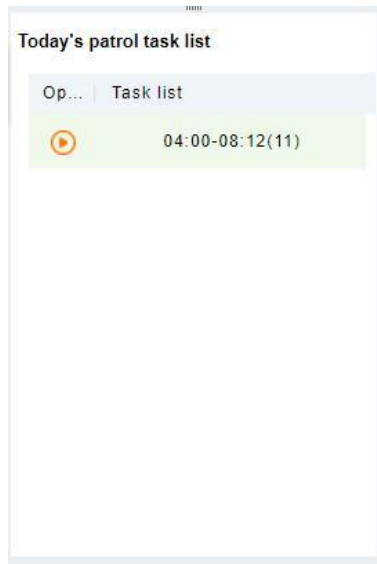 Today's patrol task list
Op... Task list
04:00-08:12(11)